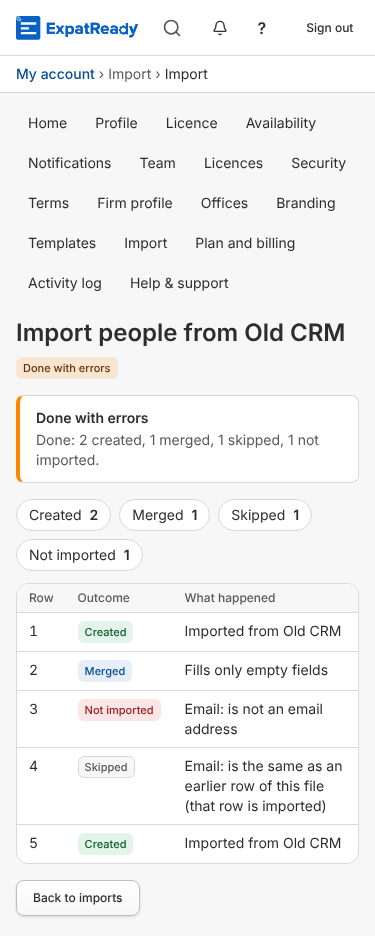 ExpatReady ? Sign out
My account › Import › Import
Home Profile Licence Availability
Notifications Team Licences Security
Terms Firm profile Offices Branding
Templates Import Plan and billing
Activity log Help & support
Import people from Old CRM
Done with errors
Done with errors
Done: 2 created, 1 merged, 1 skipped, 1 not
imported.
Created 2 Merged 1 Skipped 1
Not imported 1
Row Outcome What happened
1 Created Imported from Old CRM
2 Merged Fills only empty fields
3 Not imported Email: is not an email
address
4 Skipped Email: is the same as an
earlier row of this file
(that row is imported)
5 Created Imported from Old CRM
Back to imports